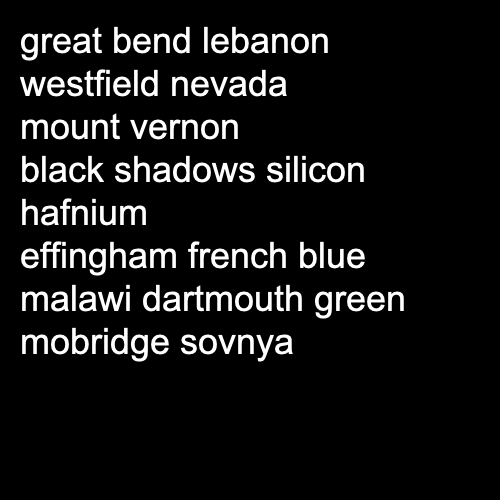 great bend lebanon
westfield nevada
mount vernon
black shadows silicon
hafnium
effingham french blue
malawi dartmouth green
mobridge sovnya